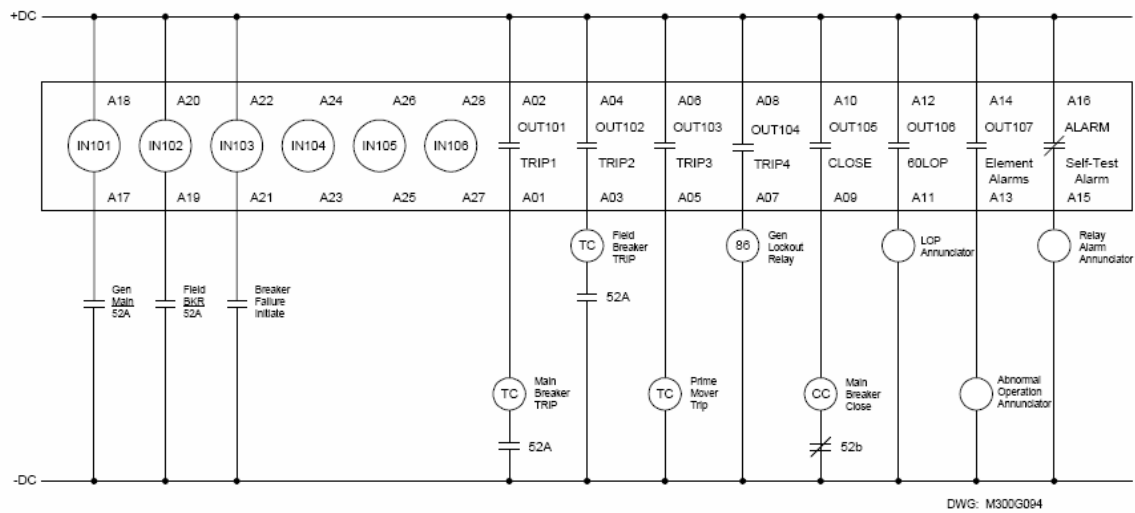 +DC
A18 A20 A22 A24 A26 A28 A02 A04 A06 A08 A10 A12 A14 A16
OUT101 OUT102 OUT103 OUT104 OUT105 OUT106 OUT107 ALARM
IN101 IN102 IN103 IN104 IN105 IN106
TRIP1 TRIP2 TRIP3 TRIP4 CLOSE 60LOP Element Self-Test
Alarms Alarm
A17 A19 A21 A23 A25 A27 A01 A03 A05 A07 A09 A11 A13 A15
TC
Field
Breaker
TRIP
86
Gen
Lockout
Relay
LOP
Annunciator
Relay
Alarm
Annunciator
Gen
Main
52A
Field
BKR
52A
Breaker
Failure
Initiate
52A
TC
Main
Breaker
TRIP
TC
Prime
Mover
Trip
CC
Main
Breaker
Close
Abnormal
Operation
Annunciator
52A
52b
-DC
DWG: M300G094